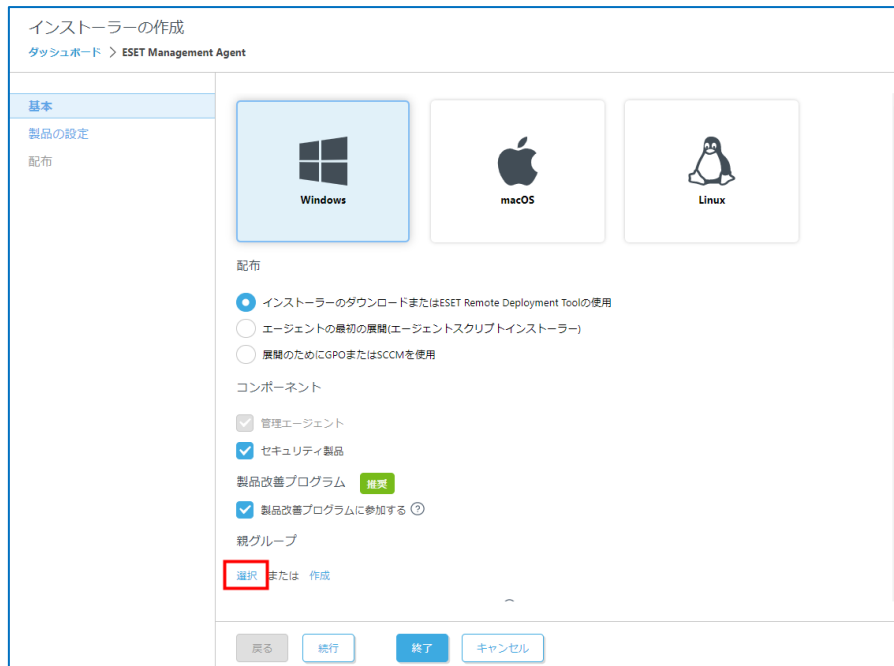 インストーラーの作成
ダッシュボード > ESET Management Agent
基本
製品の設定
配布
Windows
macOS
Linux
配布
インストーラーのダウンロードまたはESET Remote Deployment Toolの使用
エージェントの最初の展開(エージェントスクリプトインストーラー)
展開のためにGPOまたはSCCMを使用
コンポーネント
管理エージェント
セキュリティ製品
製品改善プログラム 推奨
製品改善プログラムに参加する ?
親グループ
選択 または 作成
戻る 続行 終了 キャンセル